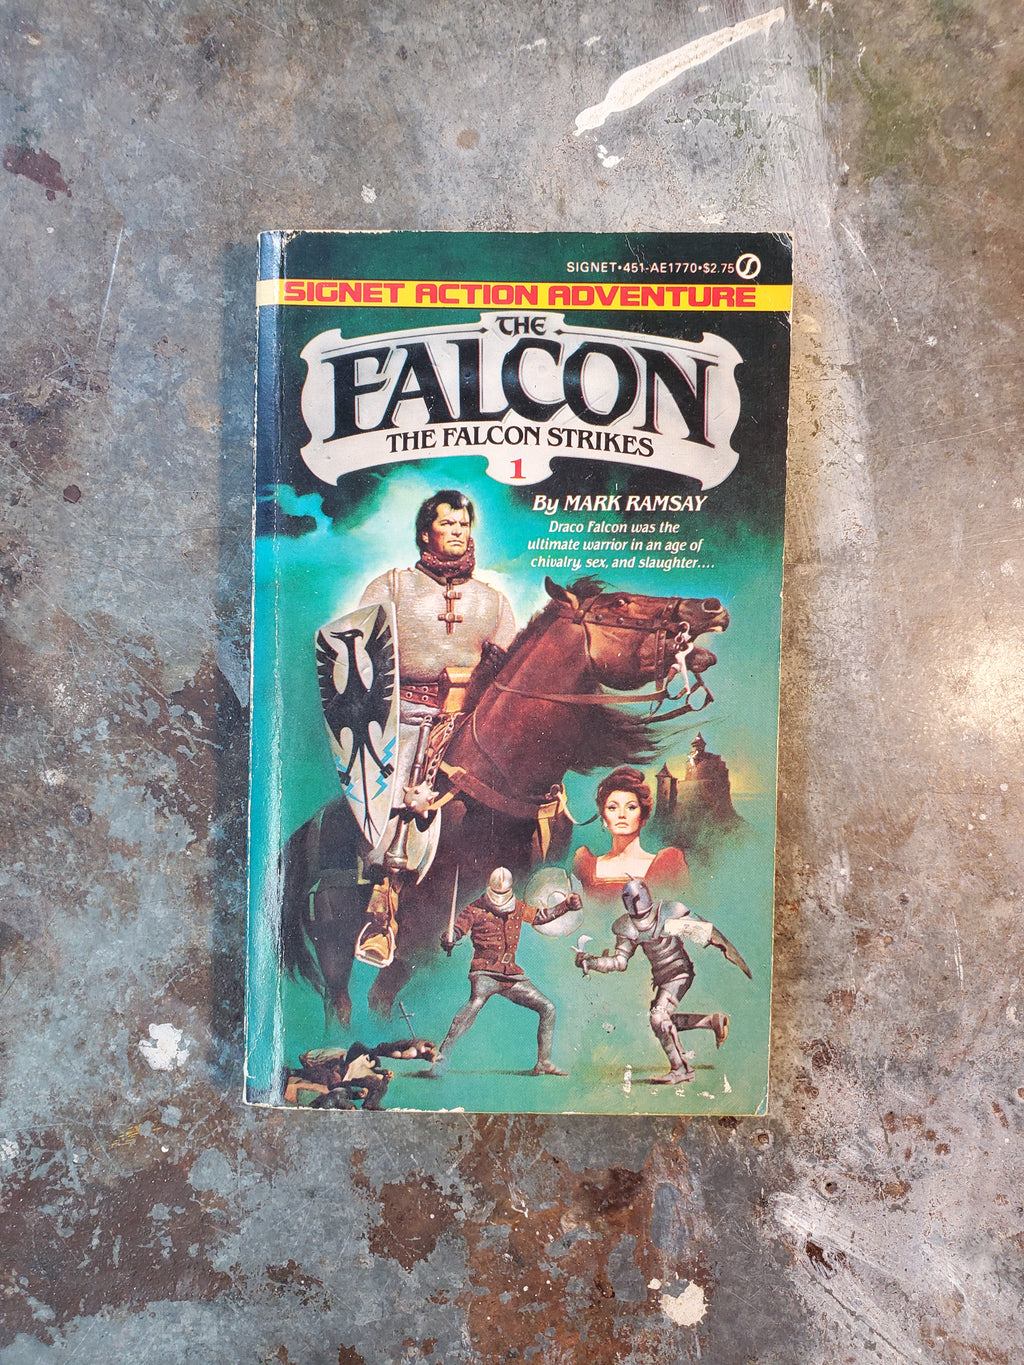 SIGNET•451-AE1770•$2.75
SIGNET ACTION ADVENTURE
THE
FALCON
THE FALCON STRIKES
1
By MARK RAMSAY
Draco Falcon was the
ultimate warrior in an age of
chivalry, sex, and slaughter....